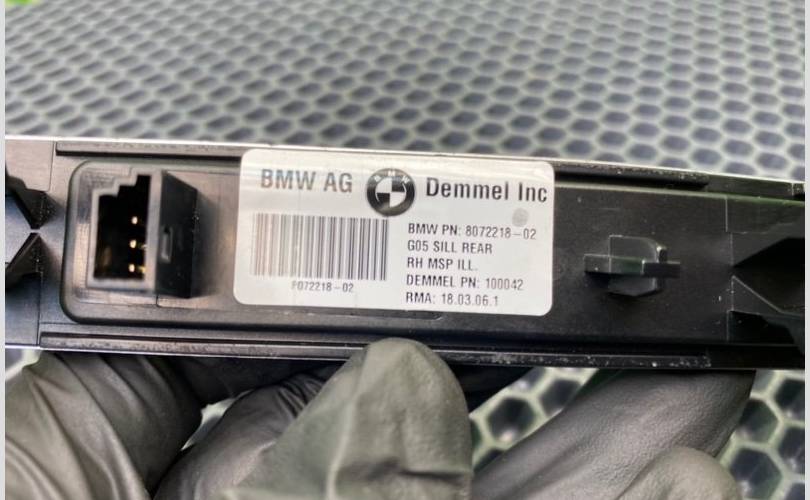 BMW AG
Demmel Inc
BMW PN: 8072218-02
G05 SILL REAR
RH MSP ILL.
DEMMEL PN: 100042
RMA: 18.03.06.1
F072218-02